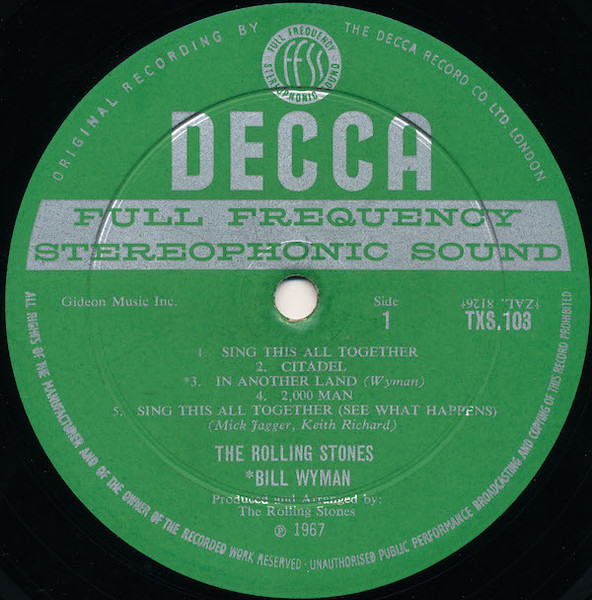 ORIGINAL RECORDING BY THE DECCA RECORD CO. LTD. LONDON
FULL FREQUENCY STEREOPHONIC SOUND
FFSS
DECCA
FULL FREQUENCY
STEREOPHONIC SOUND
Gideon Music Inc.
Side
1
ZAL. 8126
TXS.103
1. SING THIS ALL TOGETHER
2. CITADEL
*3. IN ANOTHER LAND (Wyman)
4. 2,000 MAN
5. SING THIS ALL TOGETHER (SEE WHAT HAPPENS)
(Mick Jagger, Keith Richard)
THE ROLLING STONES
*BILL WYMAN
Produced and Arranged by:
The Rolling Stones
℗ 1967
ALL RIGHTS OF THE MANUFACTURER AND OF THE OWNER OF THE RECORDED WORK RESERVED · UNAUTHORISED PUBLIC PERFORMANCE BROADCASTING AND COPYING OF THIS RECORD PROHIBITED